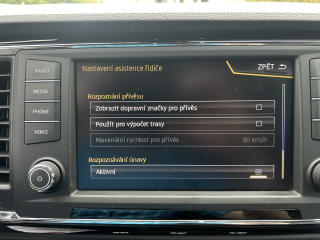 Nastavení asistence řidiče
ZPĚT
RADIO
MEDIA
PHONE
VOICE
Rozpoznání přívěsu
Zobrazit dopravní značky pro přívěs
Použít pro výpočet trasy
Maximální rychlost pro přívěs 80 km/h
Rozpoznávání únavy
Aktivní